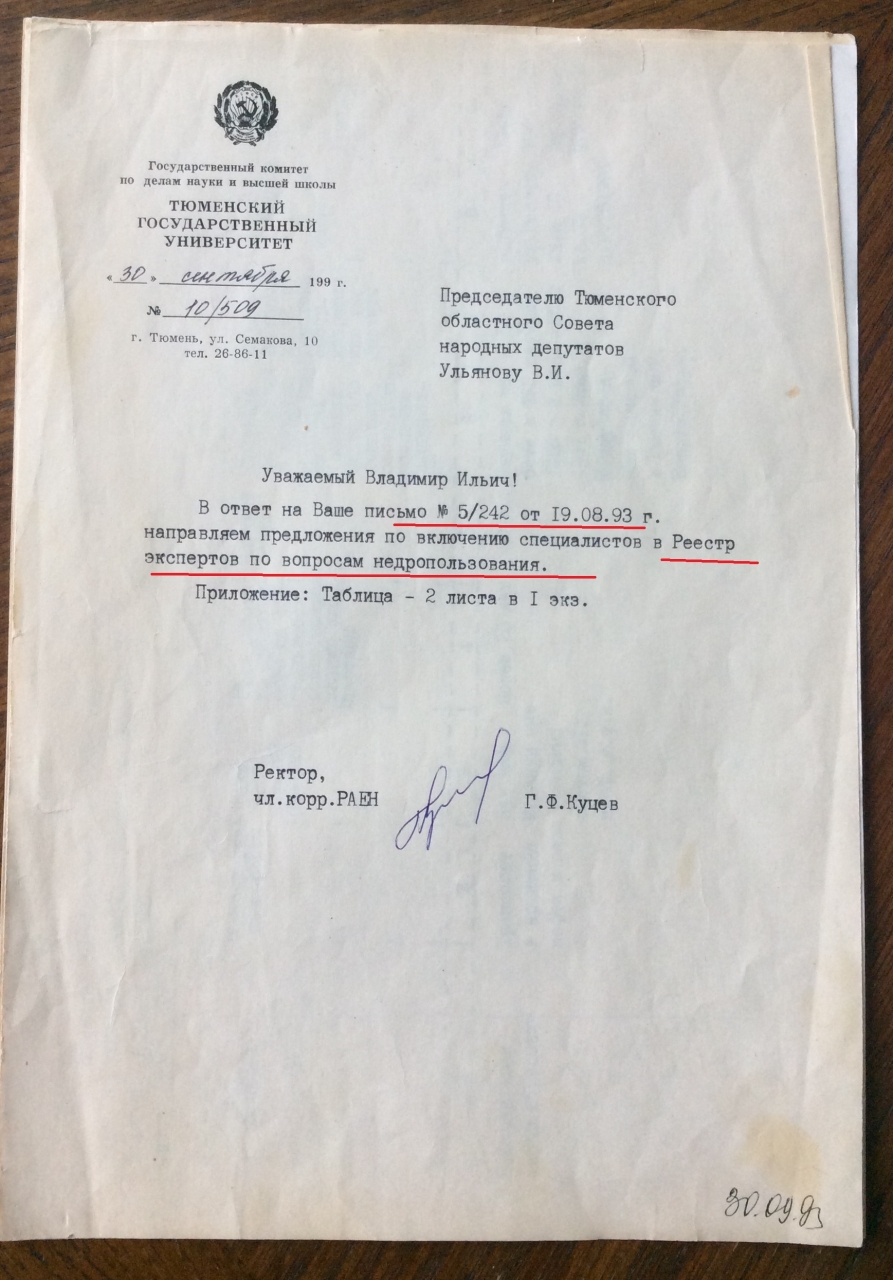 Государственный комитет
по делам науки и высшей школы
ТЮМЕНСКИЙ
ГОСУДАРСТВЕННЫЙ
УНИВЕРСИТЕТ
«30» сентября 199 г.
№ 10/509
г. Тюмень, ул. Семакова, 10
тел. 26-86-11
Председателю Тюменского
областного Совета
народных депутатов
Ульянову В.И.
Уважаемый Владимир Ильич!
В ответ на Ваше письмо № 5/242 от I9.08.93 г.
направляем предложения по включению специалистов в Реестр
экспертов по вопросам недропользования.
Приложение: Таблица - 2 листа в I экз.
Ректор,
чл.корр.РАЕН
Г.Ф.Куцев
30.09.93